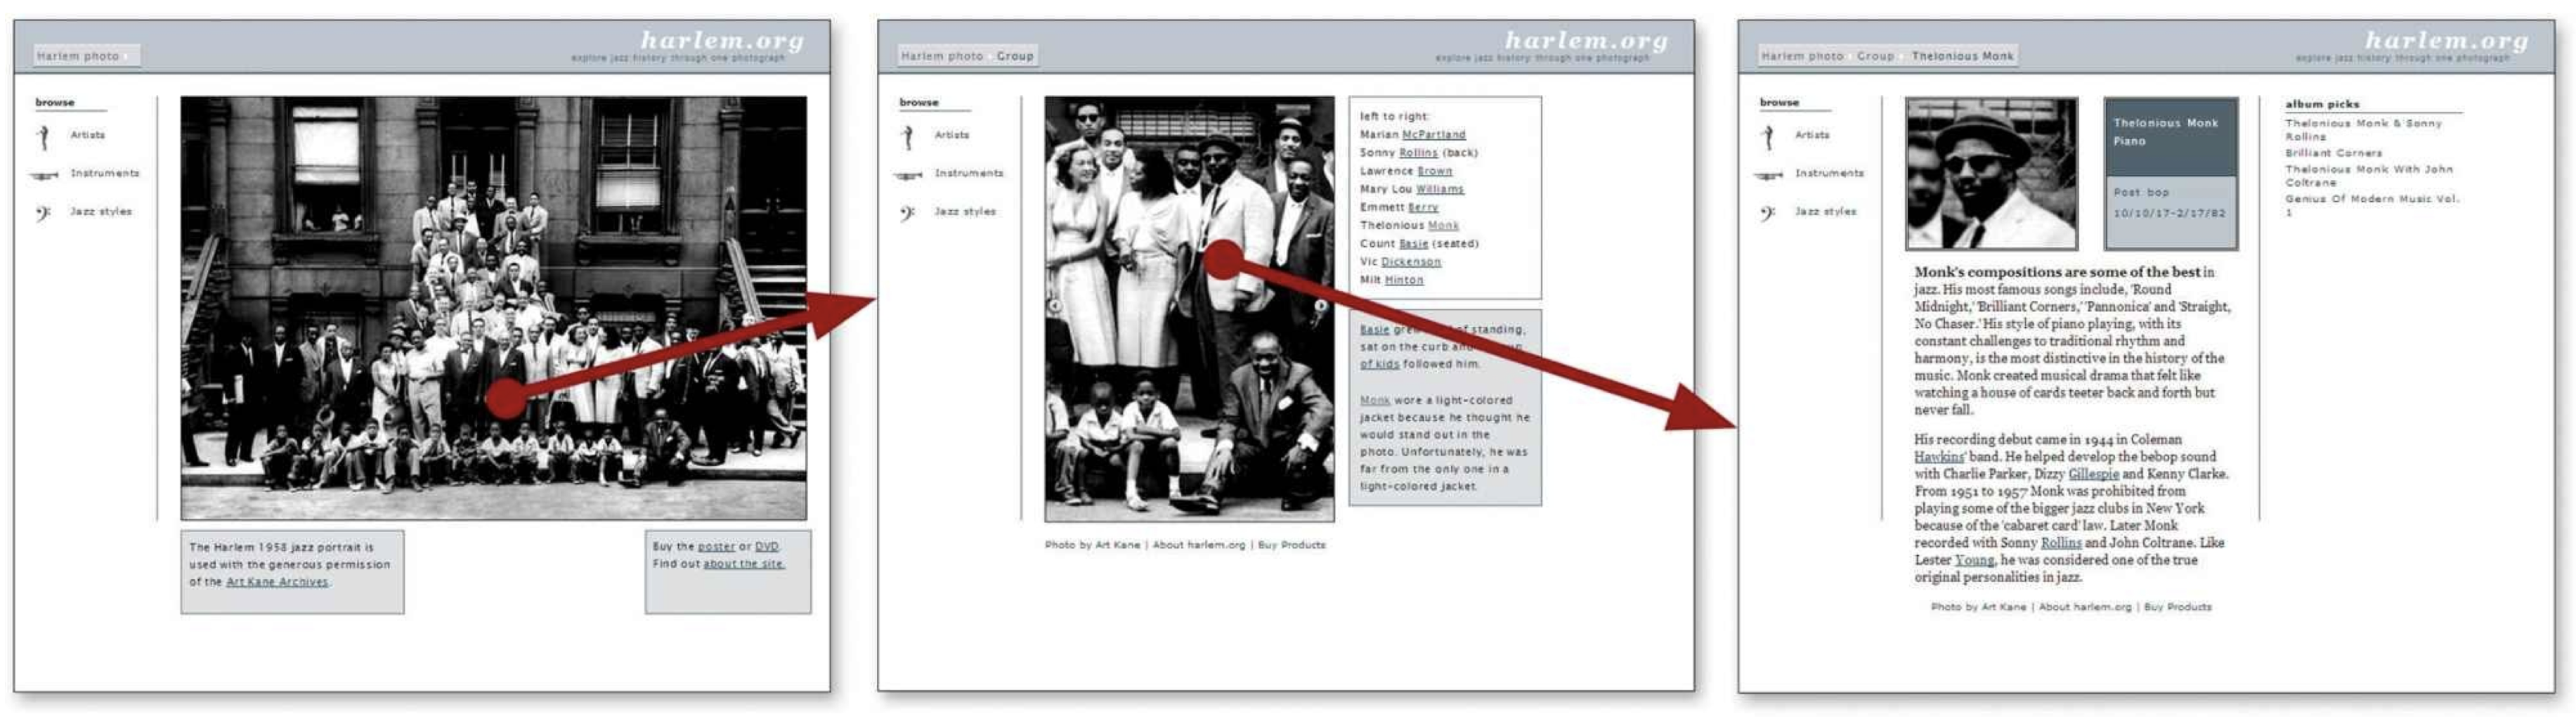 harlem.org
Harlem photo
explore jazz history through one photograph
browse
Artists
Instruments
Jazz styles
The Harlem 1958 jazz portrait is
used with the generous permission
of the Art Kane Archives.
Buy the poster or DVD.
Find out about the site.
harlem.org
Harlem photo Group
explore jazz history through one photograph
browse
Artists
Instruments
Jazz styles
left to right:
Marian McPartland
Sonny Rollins (back)
Lawrence Brown
Mary Lou Williams
Emmett Berry
Thelonious Monk
Count Basie (seated)
Vic Dickenson
Milt Hinton
Basie of standing,
sat on the curb
of kids followed him.
Monk wore a light-colored
jacket because he thought he
would stand out in the
photo. Unfortunately, he was
far from the only one in a
light-colored jacket.
Photo by Art Kane | About harlem.org | Buy Products
harlem.org
Harlem photo Group Thelonious Monk
explore jazz history through one photograph
browse
Artists
Instruments
Jazz styles
Thelonious Monk
Piano
Post bop
10/10/17-2/17/82
Monk's compositions are some of the best in
jazz. His most famous songs include, 'Round
Midnight,' 'Brilliant Corners,' 'Pannonica' and 'Straight,
No Chaser.' His style of piano playing, with its
constant challenges to traditional rhythm and
harmony, is the most distinctive in the history of the
music. Monk created musical drama that felt like
watching a house of cards teeter back and forth but
never fall.
His recording debut came in 1944 in Coleman
Hawkins' band. He helped develop the bebop sound
with Charlie Parker, Dizzy Gillespie and Kenny Clarke.
From 1951 to 1957 Monk was prohibited from
playing some of the bigger jazz clubs in New York
because of the 'cabaret card' law. Later Monk
recorded with Sonny Rollins and John Coltrane. Like
Lester Young, he was considered one of the true
original personalities in jazz.
Photo by Art Kane | About harlem.org | Buy Products
album picks
Thelonious Monk & Sonny
Rollins
Brilliant Corners
Thelonious Monk With John
Coltrane
Genius Of Modern Music Vol.
1